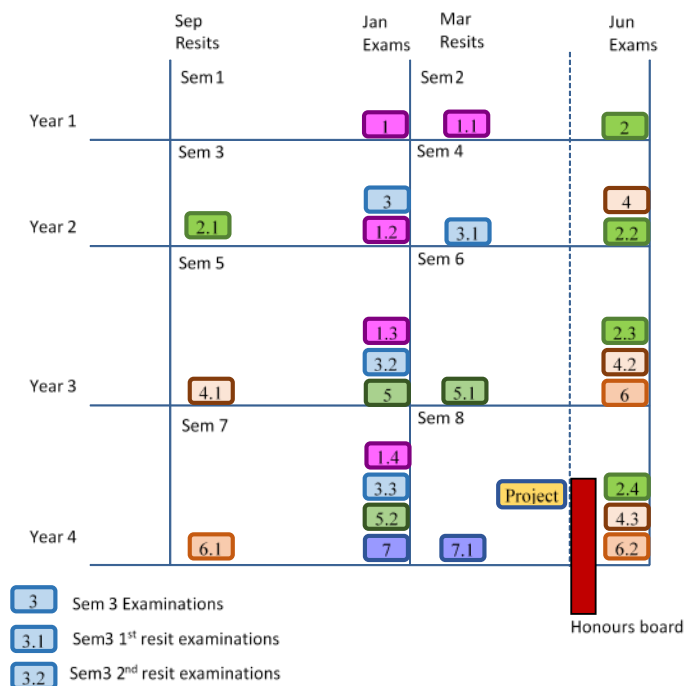 Sep
Resits
Jan
Exams
Mar
Resits
Jun
Exams
Sem 1
Sem 2
Year 1
1
1.1
2
Sem 3
Sem 4
3
4
Year 2
2.1
1.2
3.1
2.2
Sem 5
Sem 6
1.3
2.3
3.2
4.2
Year 3
4.1
5
5.1
6
Sem 7
Sem 8
1.4
3.3
Project
2.4
5.2
4.3
Year 4
6.1
7
7.1
6.2
3 Sem 3 Examinations
3.1 Sem3 1st resit examinations
3.2 Sem3 2nd resit examinations
Honours board